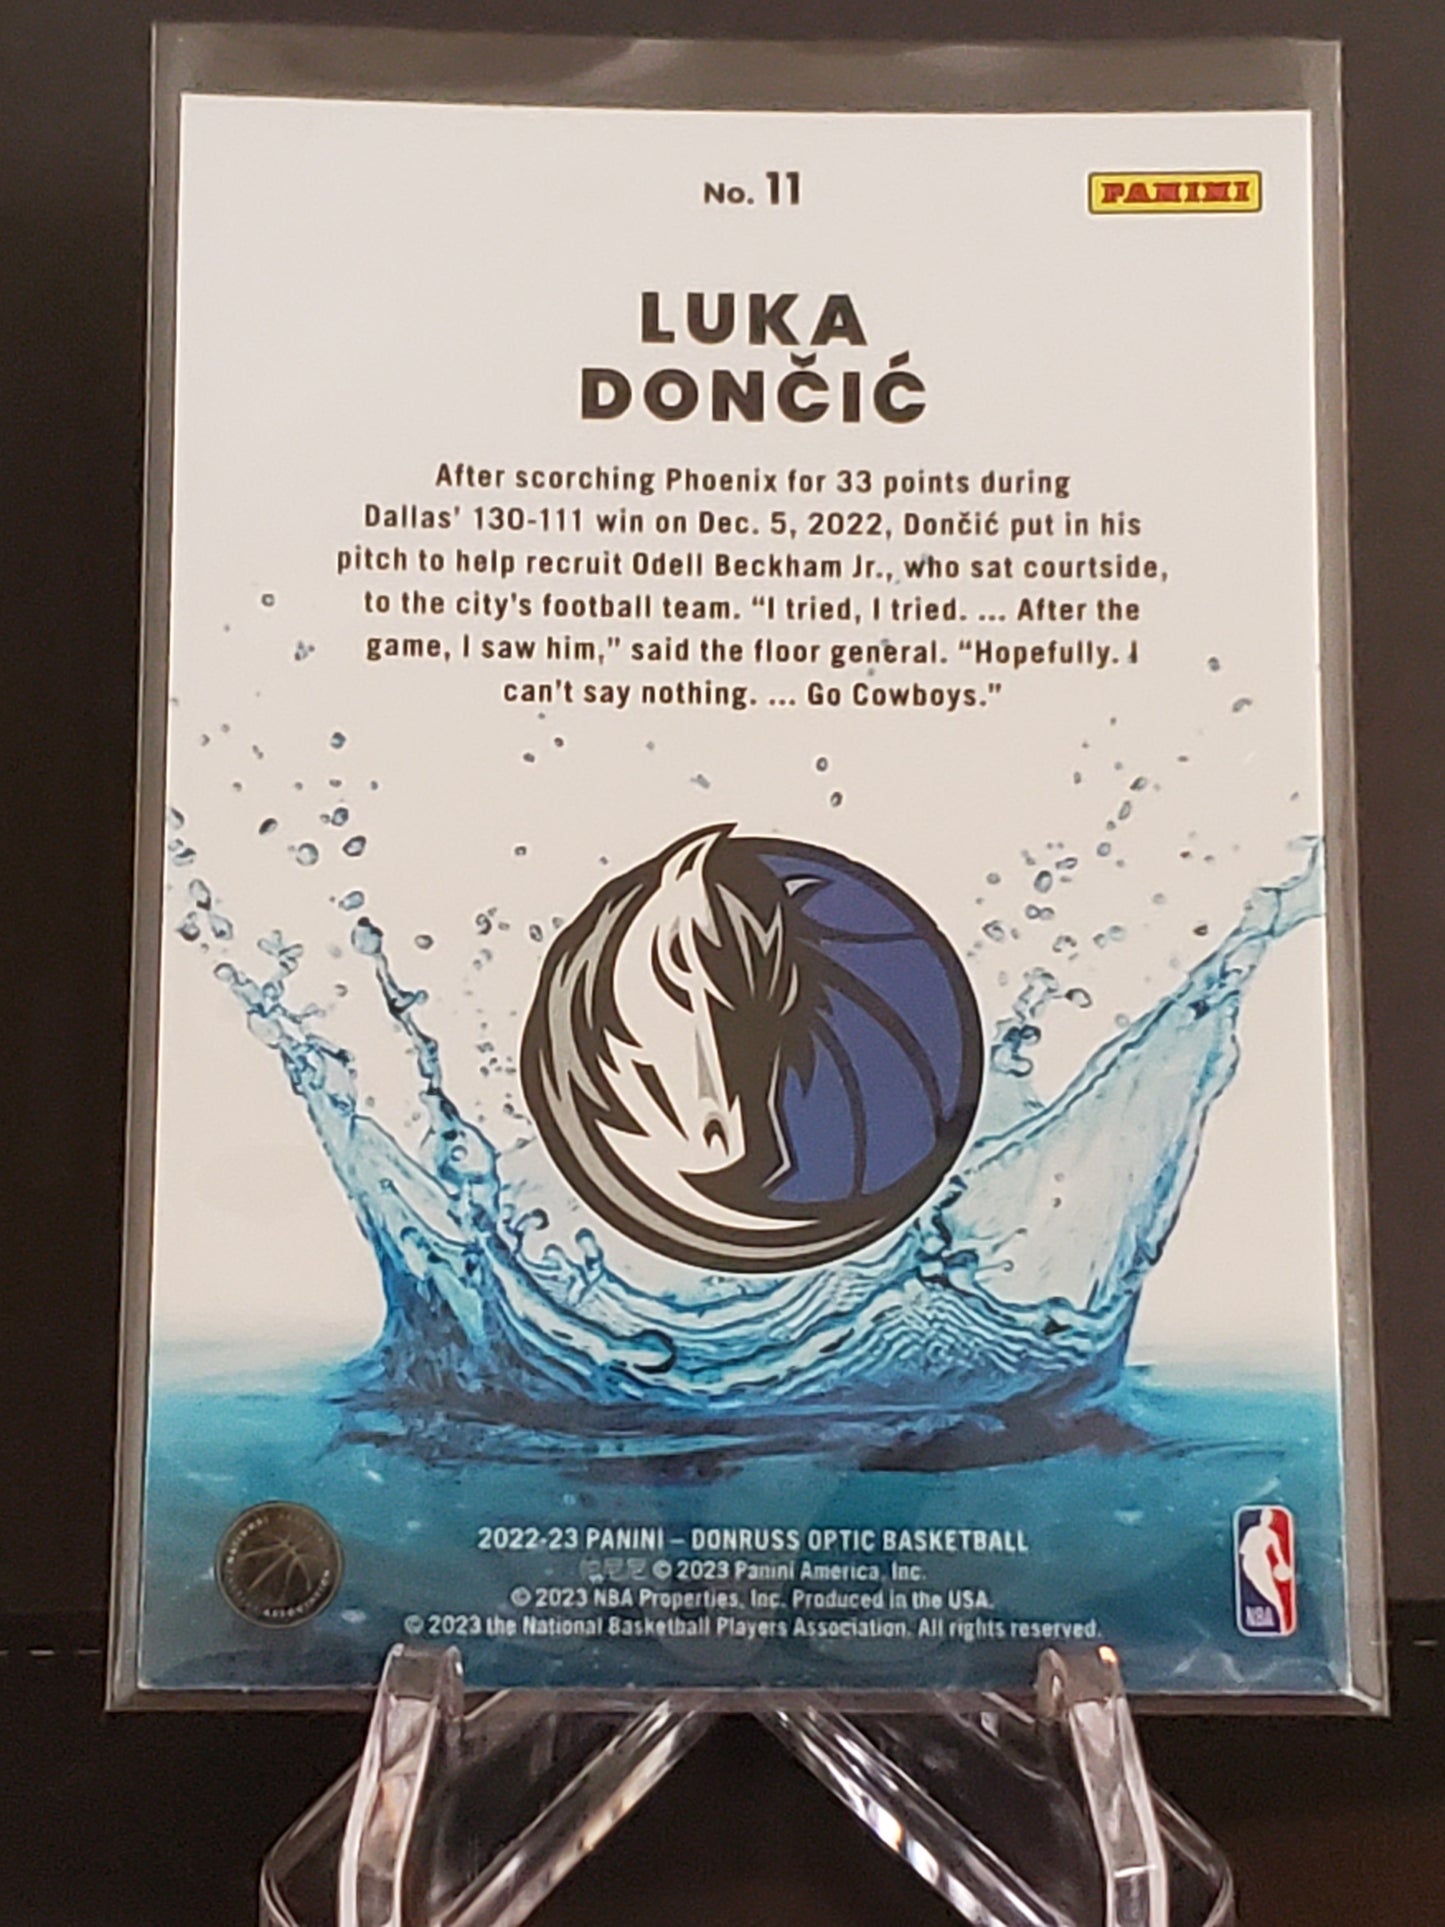 No. 11
PANINI
LUKA
DONČIĆ
After scorching Phoenix for 33 points during
Dallas' 130-111 win on Dec. 5, 2022, Dončić put in his
pitch to help recruit Odell Beckham Jr., who sat courtside,
to the city's football team. “I tried, I tried. ... After the
game, I saw him,” said the floor general. “Hopefully. I
can't say nothing. ... Go Cowboys.”
M
2022-23 PANINI – DONRUSS OPTIC BASKETBALL
© 2023 Panini America, Inc.
© 2023 NBA Properties, Inc. Produced in the USA.
© 2023 the National Basketball Players Association. All rights reserved.
NBA